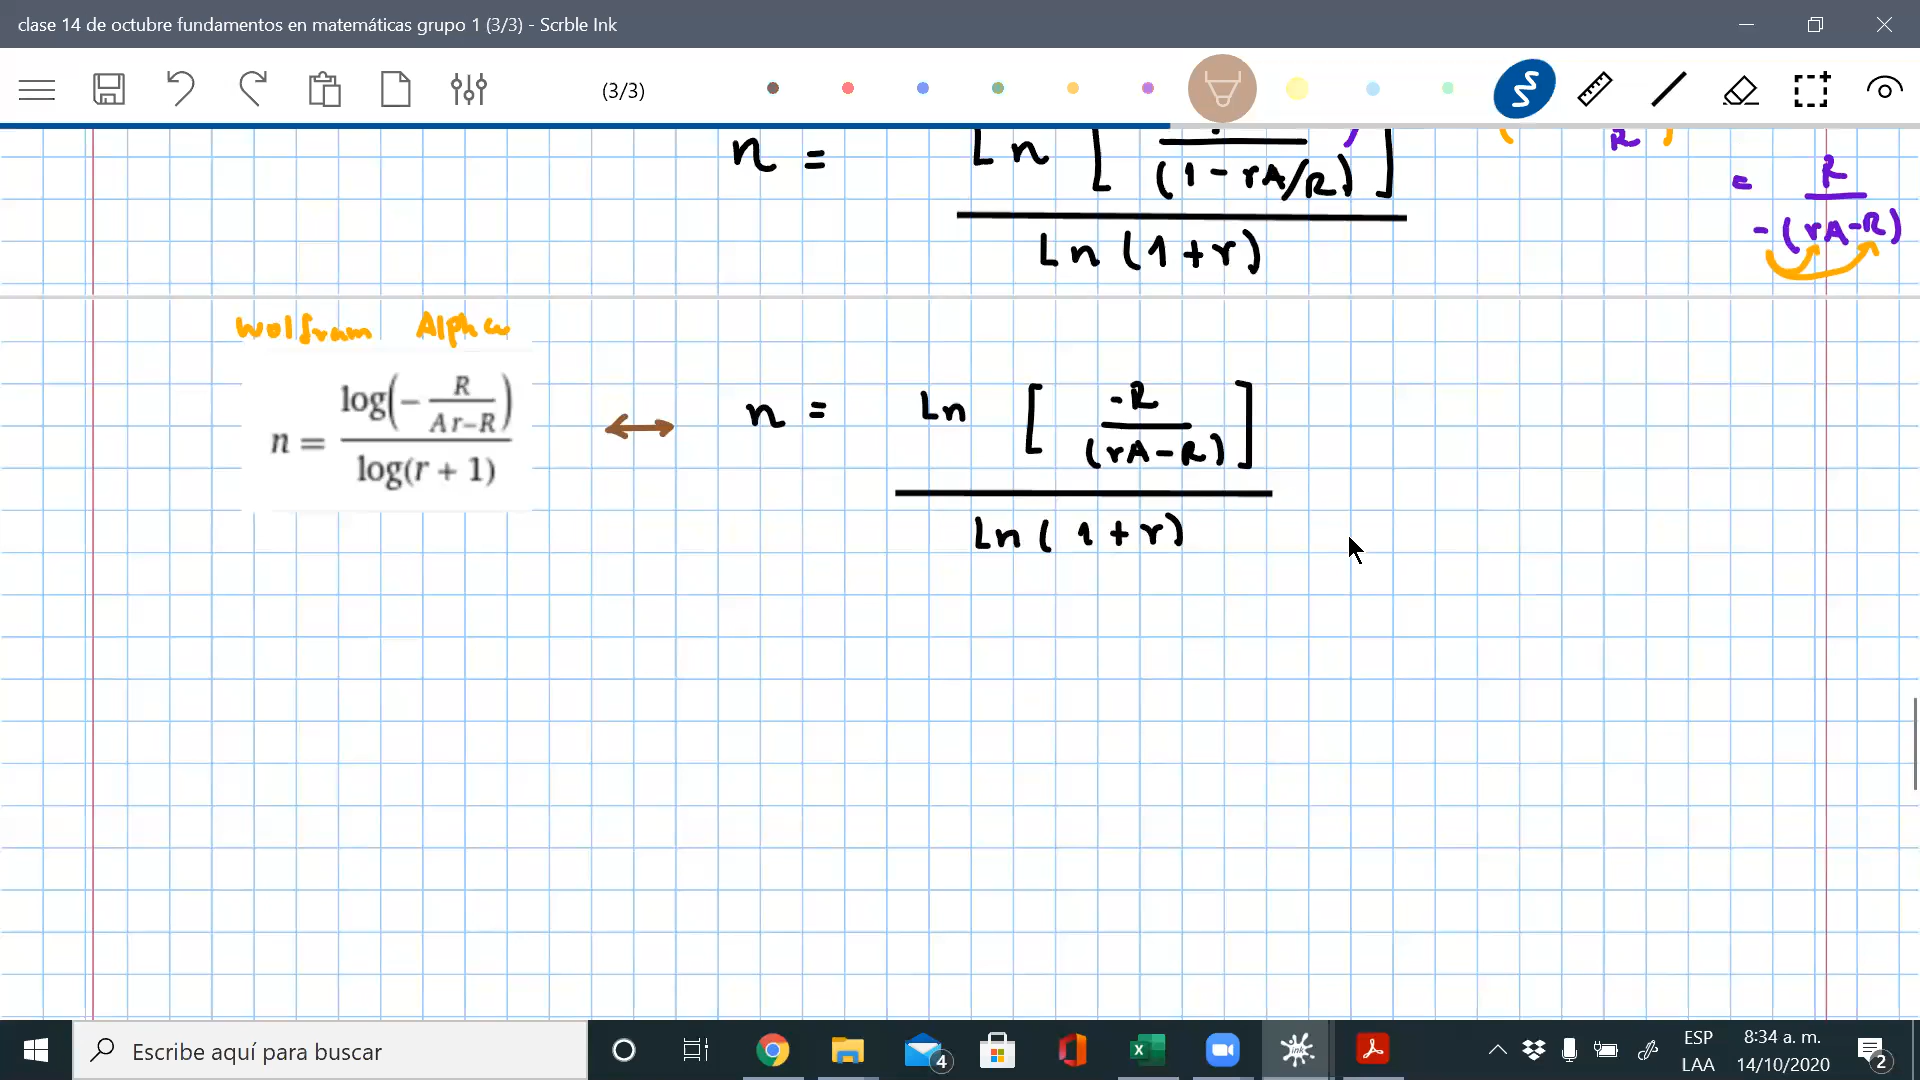 clase 14 de octubre fundamentos en matemáticas grupo 1 (3/3) - Scrble Ink
(3/3)
n = Ln [ / (1 - rA/R) ]
Ln (1 + r)
R
= R
-(rA-R)
Wolfram Alpha
n = log(- R / Ar-R)
log(r + 1)
n = Ln [ -R / (rA-R) ]
Ln ( 1 + r)
Escribe aquí para buscar
4
ESP
LAA
8:34 a. m.
14/10/2020
2